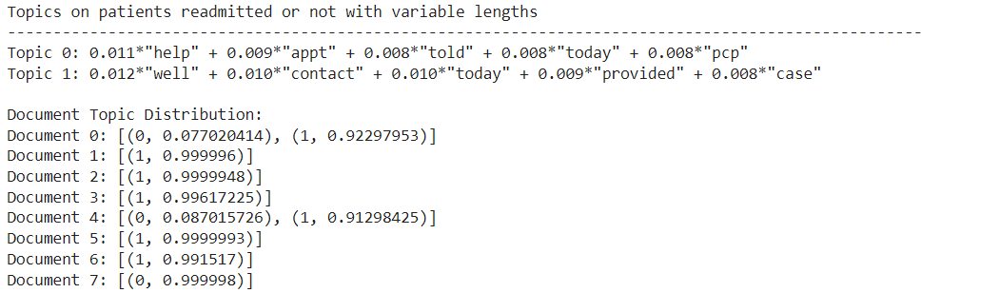 Topics on patients readmitted or not with variable lengths
----------------------------------------------------------------------------------------------------
Topic 0: 0.011*"help" + 0.009*"appt" + 0.008*"told" + 0.008*"today" + 0.008*"pcp"
Topic 1: 0.012*"well" + 0.010*"contact" + 0.010*"today" + 0.009*"provided" + 0.008*"case"
Document Topic Distribution:
Document 0: [(0, 0.077020414), (1, 0.92297953)]
Document 1: [(1, 0.999996)]
Document 2: [(1, 0.9999948)]
Document 3: [(1, 0.99617225)]
Document 4: [(0, 0.087015726), (1, 0.91298425)]
Document 5: [(1, 0.9999993)]
Document 6: [(1, 0.991517)]
Document 7: [(0, 0.999998)]